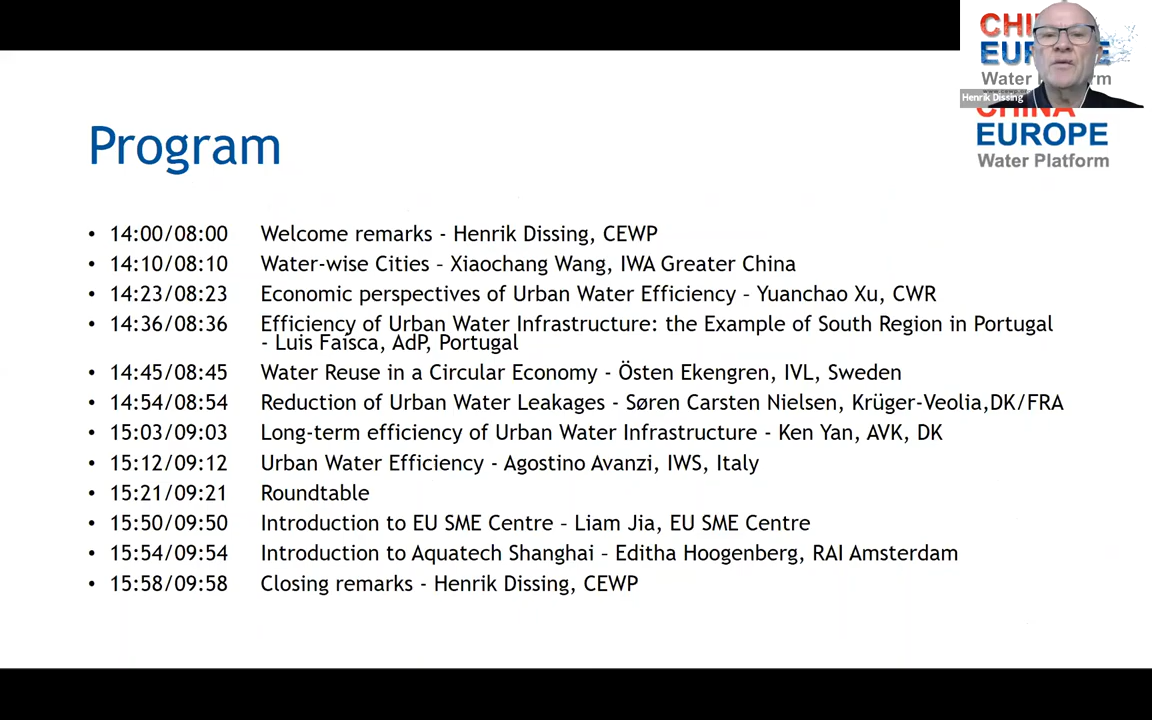 CHINA
EUROPE
Water Platform
Henrik Dissing
CHINA
EUROPE
Water Platform
Program
• 14:00/08:00 Welcome remarks - Henrik Dissing, CEWP
• 14:10/08:10 Water-wise Cities – Xiaochang Wang, IWA Greater China
• 14:23/08:23 Economic perspectives of Urban Water Efficiency – Yuanchao Xu, CWR
• 14:36/08:36 Efficiency of Urban Water Infrastructure: the Example of South Region in Portugal
- Luis Faísca, AdP, Portugal
• 14:45/08:45 Water Reuse in a Circular Economy - Östen Ekengren, IVL, Sweden
• 14:54/08:54 Reduction of Urban Water Leakages - Søren Carsten Nielsen, Krüger-Veolia,DK/FRA
• 15:03/09:03 Long-term efficiency of Urban Water Infrastructure - Ken Yan, AVK, DK
• 15:12/09:12 Urban Water Efficiency - Agostino Avanzi, IWS, Italy
• 15:21/09:21 Roundtable
• 15:50/09:50 Introduction to EU SME Centre – Liam Jia, EU SME Centre
• 15:54/09:54 Introduction to Aquatech Shanghai – Editha Hoogenberg, RAI Amsterdam
• 15:58/09:58 Closing remarks - Henrik Dissing, CEWP